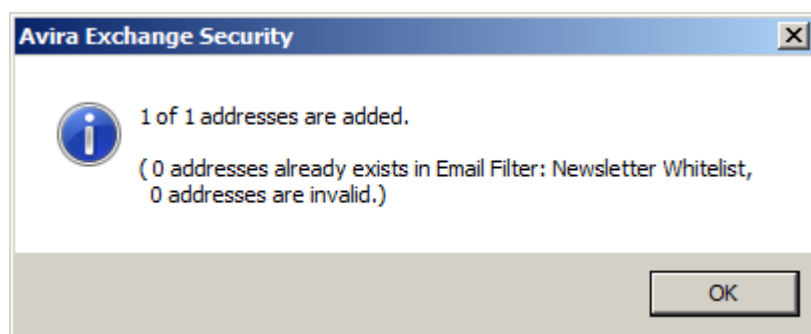 Avira Exchange Security
1 of 1 addresses are added.
( 0 addresses already exists in Email Filter: Newsletter Whitelist,
0 addresses are invalid.)
OK